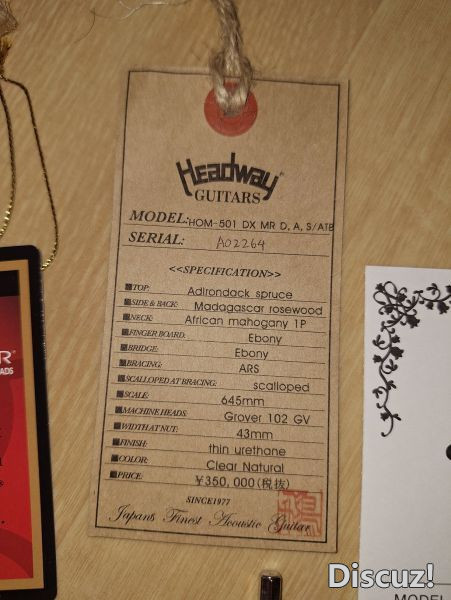 Headway
GUITARS
MODEL: HOM-501 DX MR D, A, S/ATB
SERIAL: A02264
<<SPECIFICATION>>
■TOP: Adirondack spruce
■SIDE & BACK: Madagascar rosewood
■NECK: African mahogany 1P
■FINGER BOARD: Ebony
■BRIDGE: Ebony
■BRACING: ARS
■SCALLOPED AT BRACING: scalloped
■SCALE: 645mm
■MACHINE HEADS: Grover 102 GV
■WIDTH AT NUT: 43mm
■FINISH: thin urethane
■COLOR: Clear Natural
■PRICE: ¥350,000(税抜)
SINCE1977
Japan's Finest Acoustic Guitar
R
ADS
MODEL
Discuz!